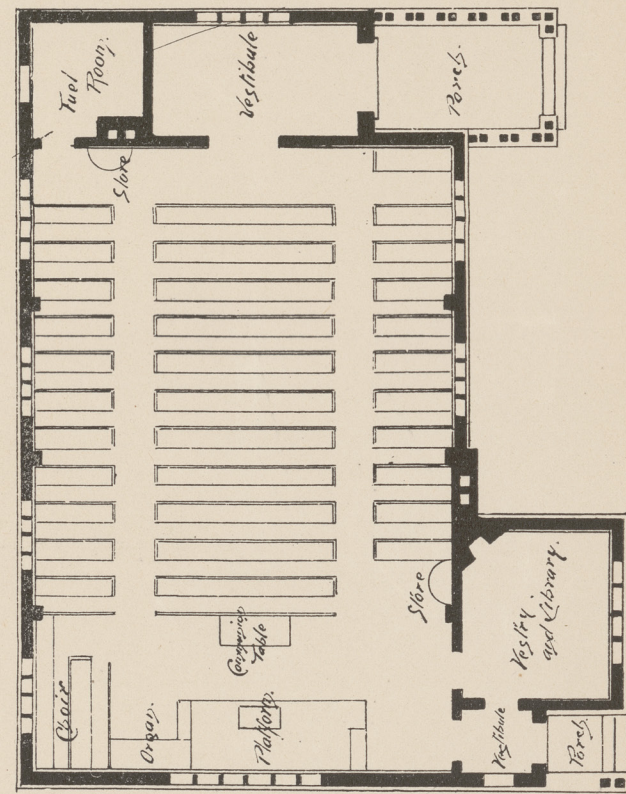 Fuel
Room.
Vestibule
Porch.
Stove
Stove
Vestry
and Library.
Communion
Table
Choir
Organ.
Platform.
Vestibule
Porch.